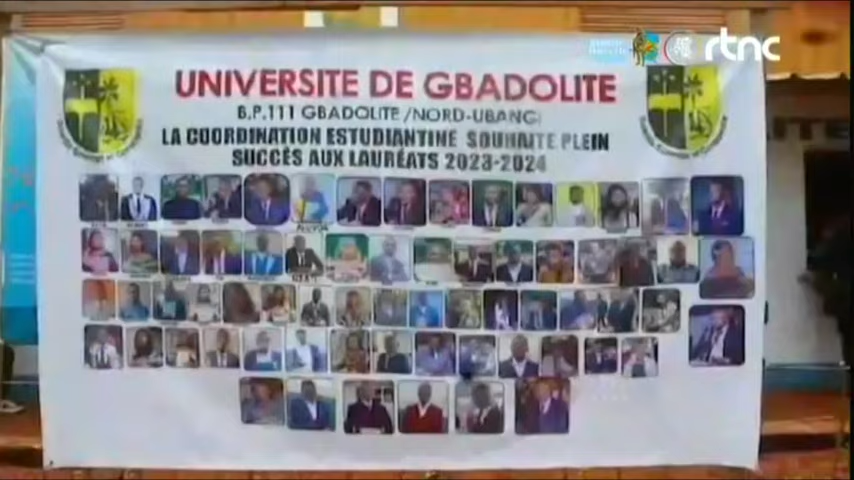 rtnc
UNIVERSITE DE GBADOLITE
B.P.111 GBADOLITE /NORD-UBANGI
LA COORDINATION ESTUDIANTINE SOUHAITE PLEIN
SUCCÈS AUX LAURÉATS 2023-2024